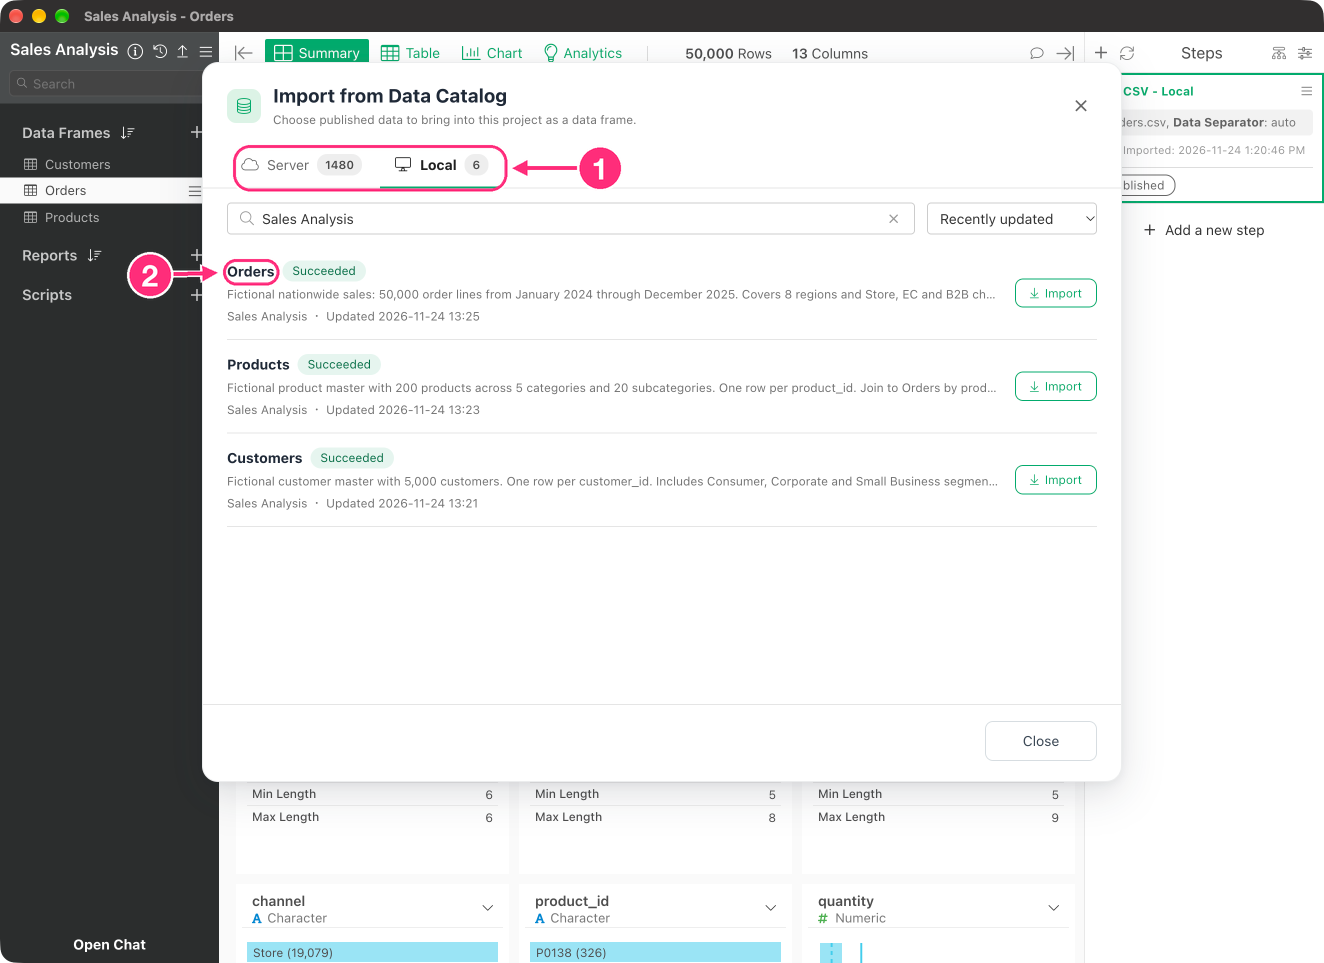 Sales Analysis - Orders
Sales Analysis
Summary
Table
Chart
Analytics
50,000 Rows
13 Columns
Steps
Search
Data Frames
Customers
Orders
Products
Reports
Scripts
Open Chat
Import from Data Catalog
Choose published data to bring into this project as a data frame.
Server 1480
Local 6
1
Sales Analysis
Recently updated
2
Orders Succeeded
Fictional nationwide sales: 50,000 order lines from January 2024 through December 2025. Covers 8 regions and Store, EC and B2B ch...
Sales Analysis · Updated 2026-11-24 13:25
Import
Products Succeeded
Fictional product master with 200 products across 5 categories and 20 subcategories. One row per product_id. Join to Orders by prod...
Sales Analysis · Updated 2026-11-24 13:23
Import
Customers Succeeded
Fictional customer master with 5,000 customers. One row per customer_id. Includes Consumer, Corporate and Small Business segmen...
Sales Analysis · Updated 2026-11-24 13:21
Import
Close
CSV - Local
ders.csv, Data Separator: auto
Imported: 2026-11-24 1:20:46 PM
blished
Add a new step
Min Length 6
Max Length 6
Min Length 5
Max Length 8
Min Length 5
Max Length 9
channel
A Character
Store (19,079)
product_id
A Character
P0138 (326)
quantity
# Numeric